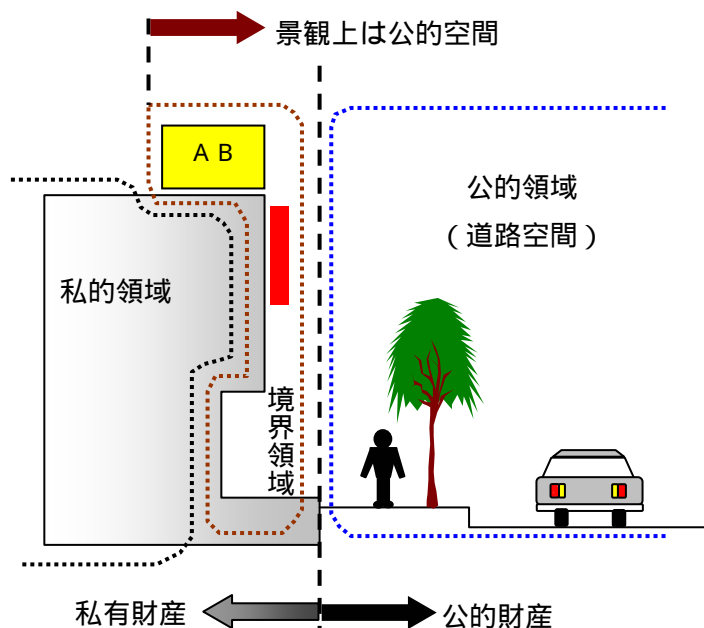 景観上は公的空間
ＡＢ
公的領域
（道路空間）
私的領域
境界領域
私有財産
公的財産